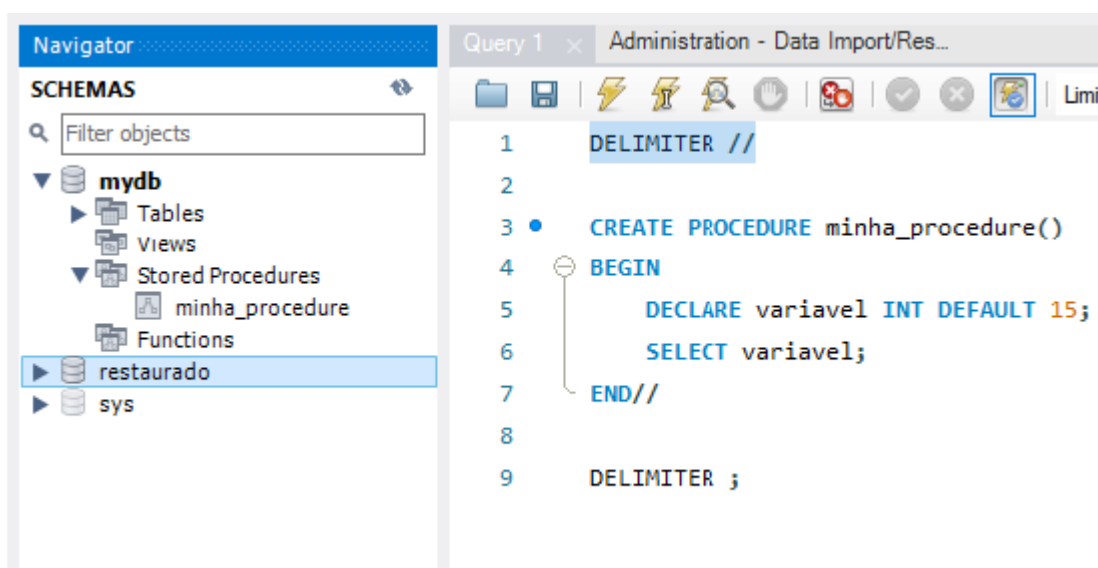 Navigator
SCHEMAS
Filter objects
mydb
Tables
Views
Stored Procedures
minha_procedure
Functions
restaurado
sys
Query 1 × Administration - Data Import/Res...
Limi
1 DELIMITER //
2
3 CREATE PROCEDURE minha_procedure()
4 BEGIN
5 DECLARE variavel INT DEFAULT 15;
6 SELECT variavel;
7 END//
8
9 DELIMITER ;